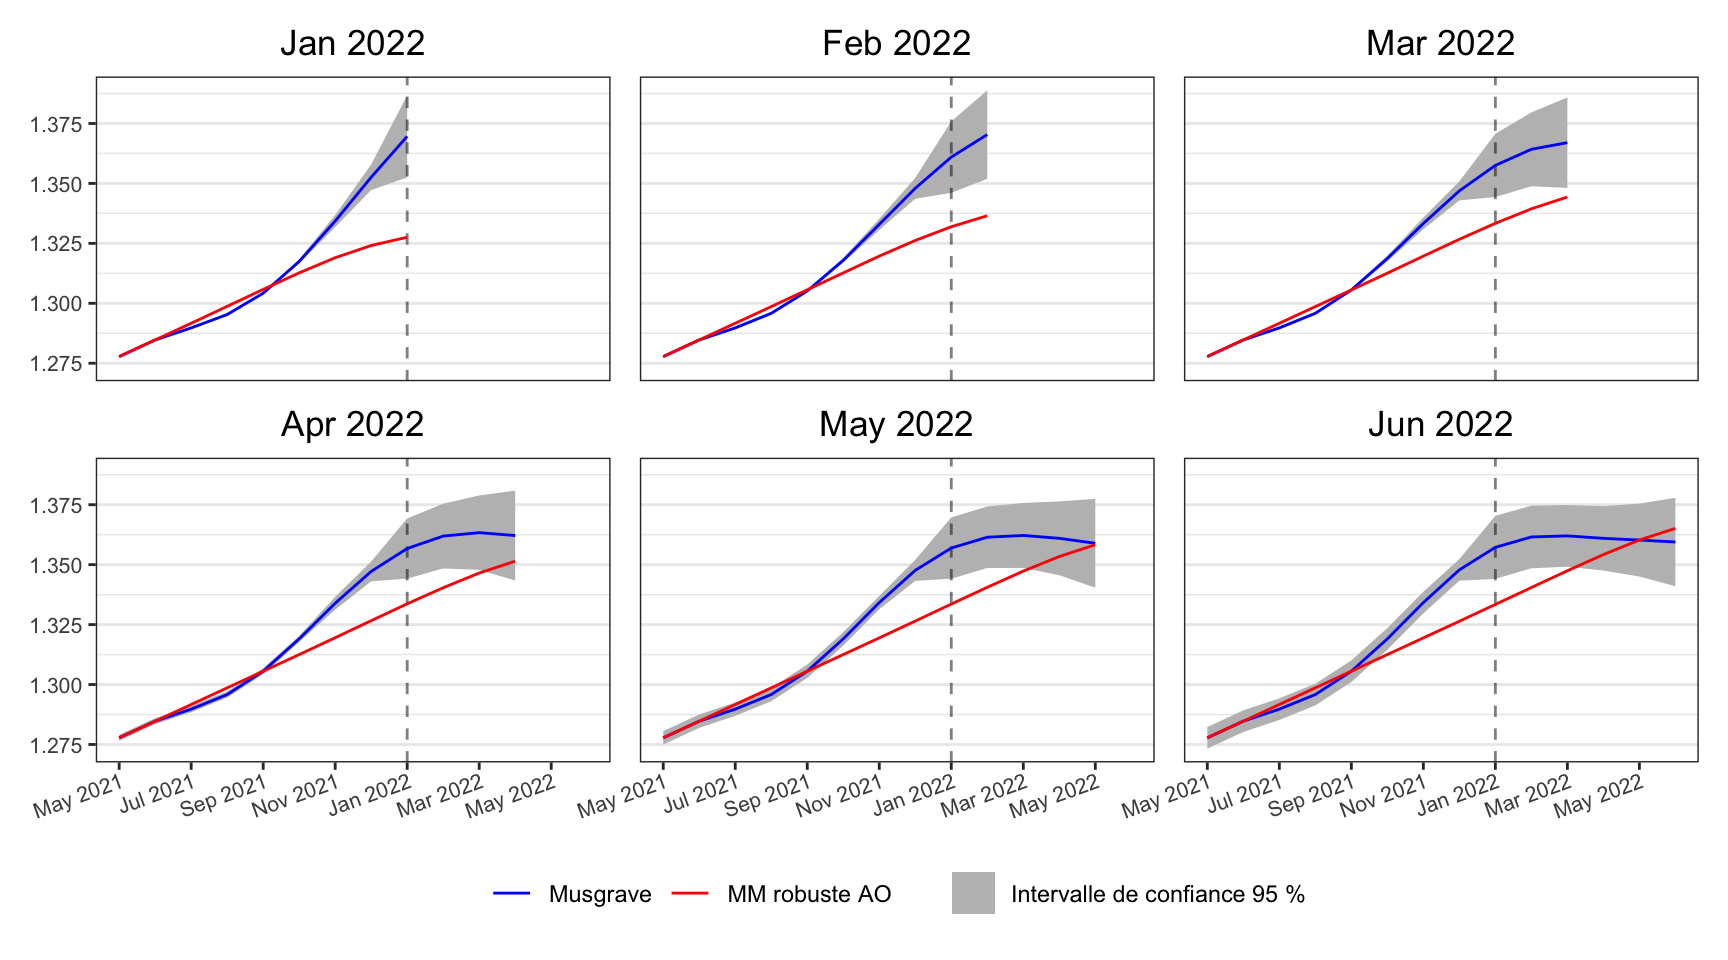 Jan 2022
Feb 2022
Mar 2022
1.375
1.350
1.325
1.300
1.275
Apr 2022
May 2022
Jun 2022
1.375
1.350
1.325
1.300
1.275
May 2021 Jul 2021 Sep 2021 Nov 2021 Jan 2022 Mar 2022 May 2022
May 2021 Jul 2021 Sep 2021 Nov 2021 Jan 2022 Mar 2022 May 2022
May 2021 Jul 2021 Sep 2021 Nov 2021 Jan 2022 Mar 2022 May 2022
Musgrave MM robuste AO Intervalle de confiance 95 %